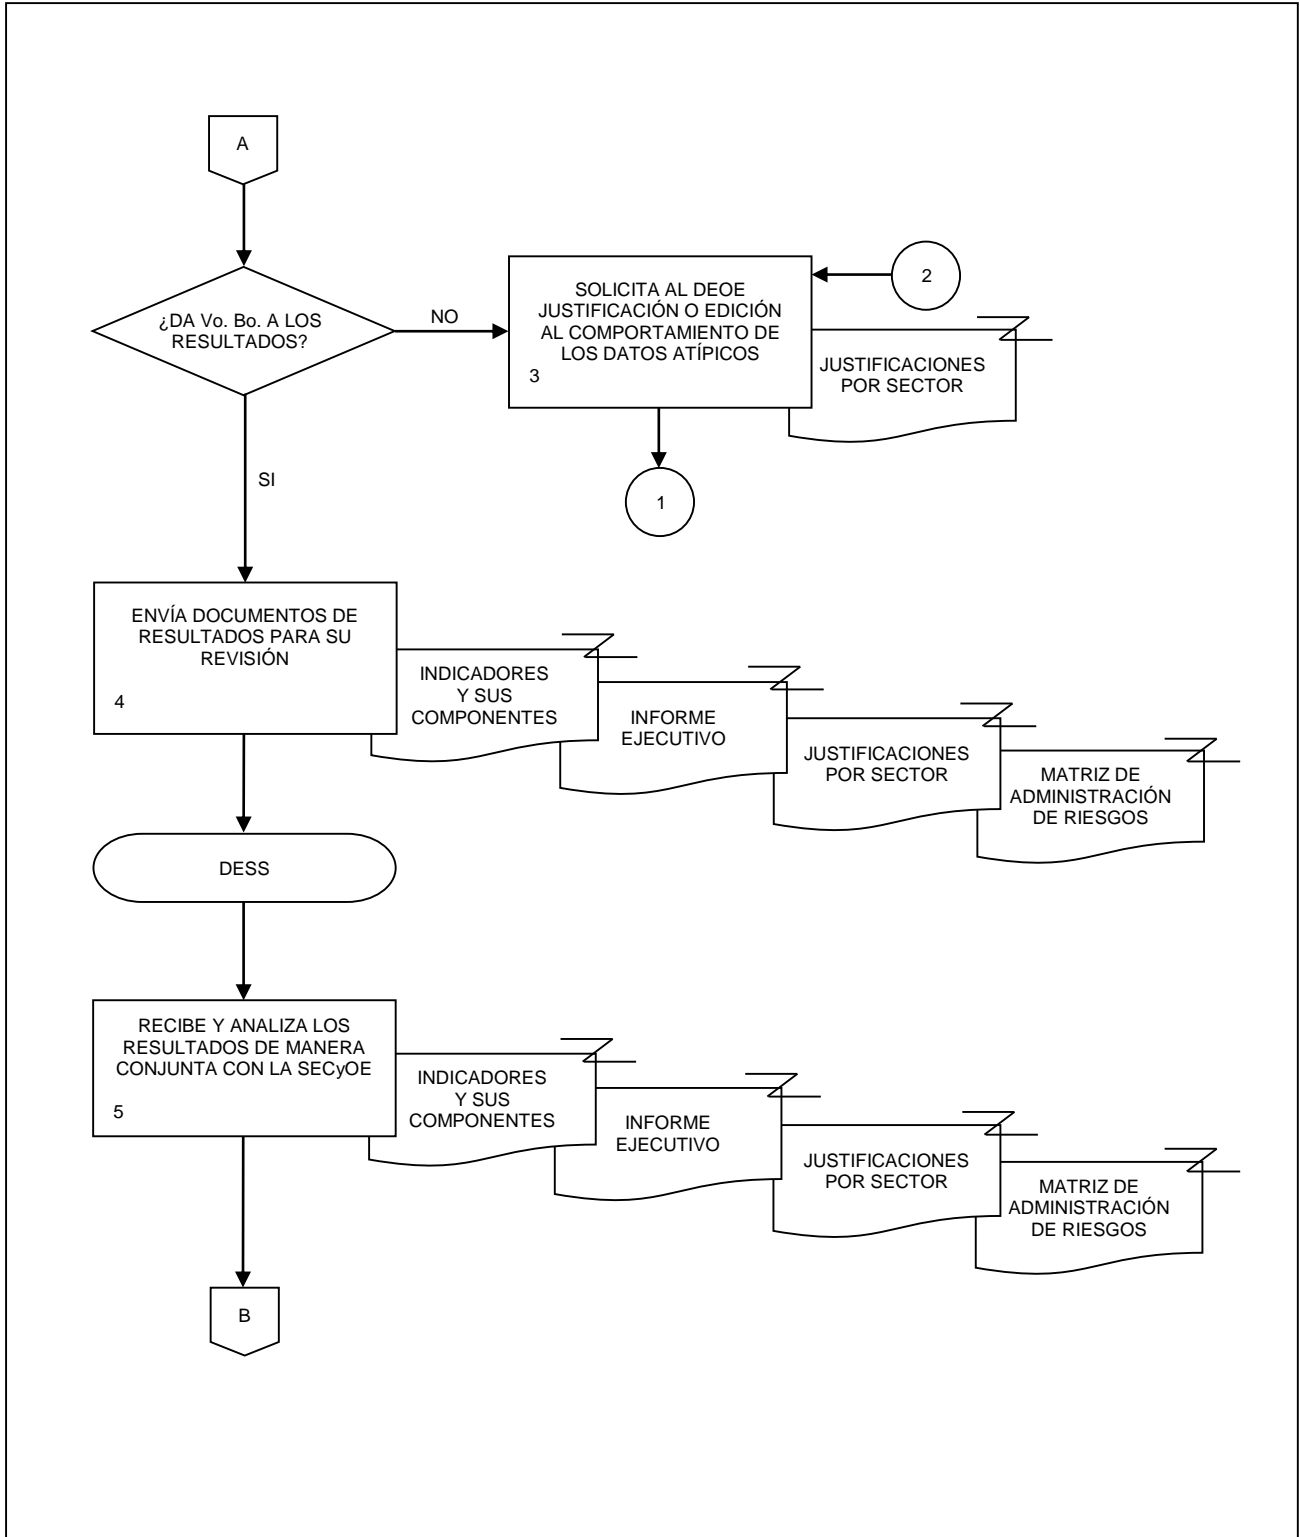 A
¿DA Vo. Bo. A LOS
RESULTADOS?
NO
SOLICITA AL DEOE
JUSTIFICACIÓN O EDICIÓN
AL COMPORTAMIENTO DE
LOS DATOS ATÍPICOS
3
2
JUSTIFICACIONES
POR SECTOR
1
SI
ENVÍA DOCUMENTOS DE
RESULTADOS PARA SU
REVISIÓN
4
INDICADORES
Y SUS
COMPONENTES
INFORME
EJECUTIVO
JUSTIFICACIONES
POR SECTOR
MATRIZ DE
ADMINISTRACIÓN
DE RIESGOS
DESS
RECIBE Y ANALIZA LOS
RESULTADOS DE MANERA
CONJUNTA CON LA SECyOE
5
INDICADORES
Y SUS
COMPONENTES
INFORME
EJECUTIVO
JUSTIFICACIONES
POR SECTOR
MATRIZ DE
ADMINISTRACIÓN
DE RIESGOS
B